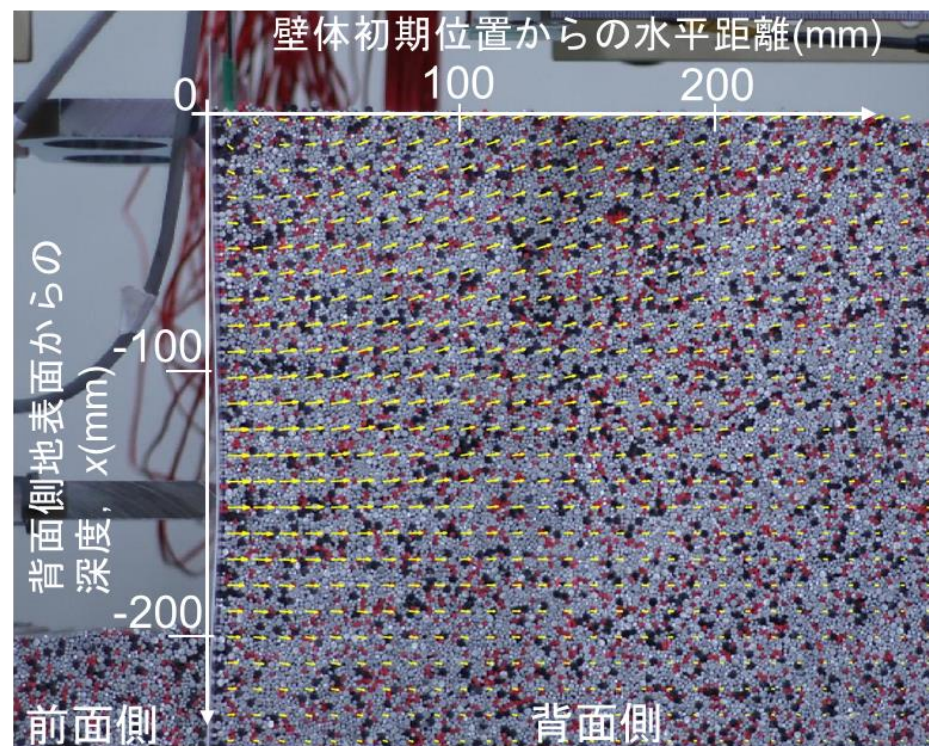 壁体初期位置からの水平距離(mm)
0
100
200
背面側地表面からの
深度, x(mm)
-100
-200
前面側
背面側